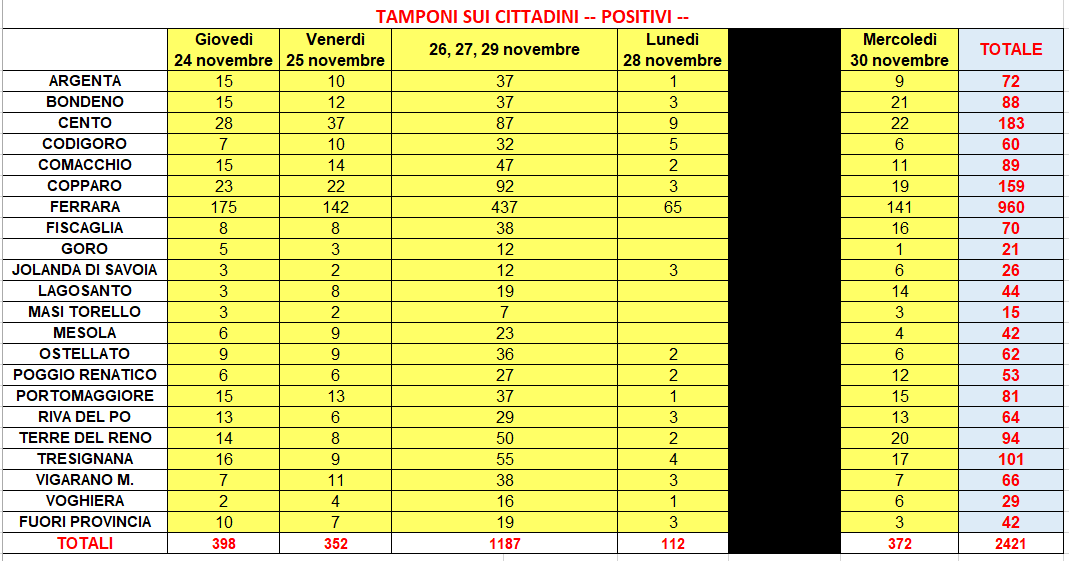 TAMPONI SUI CITTADINI -- POSITIVI --
Giovedì 24 novembre Venerdì 25 novembre 26, 27, 29 novembre Lunedì 28 novembre Mercoledì 30 novembre TOTALE
ARGENTA 15 10 37 1 9 72
BONDENO 15 12 37 3 21 88
CENTO 28 37 87 9 22 183
CODIGORO 7 10 32 5 6 60
COMACCHIO 15 14 47 2 11 89
COPPARO 23 22 92 3 19 159
FERRARA 175 142 437 65 141 960
FISCAGLIA 8 8 38 16 70
GORO 5 3 12 1 21
JOLANDA DI SAVOIA 3 2 12 3 6 26
LAGOSANTO 3 8 19 14 44
MASI TORELLO 3 2 7 3 15
MESOLA 6 9 23 4 42
OSTELLATO 9 9 36 2 6 62
POGGIO RENATICO 6 6 27 2 12 53
PORTOMAGGIORE 15 13 37 1 15 81
RIVA DEL PO 13 6 29 3 13 64
TERRE DEL RENO 14 8 50 2 20 94
TRESIGNANA 16 9 55 4 17 101
VIGARANO M. 7 11 38 3 7 66
VOGHIERA 2 4 16 1 6 29
FUORI PROVINCIA 10 7 19 3 3 42
TOTALI 398 352 1187 112 372 2421